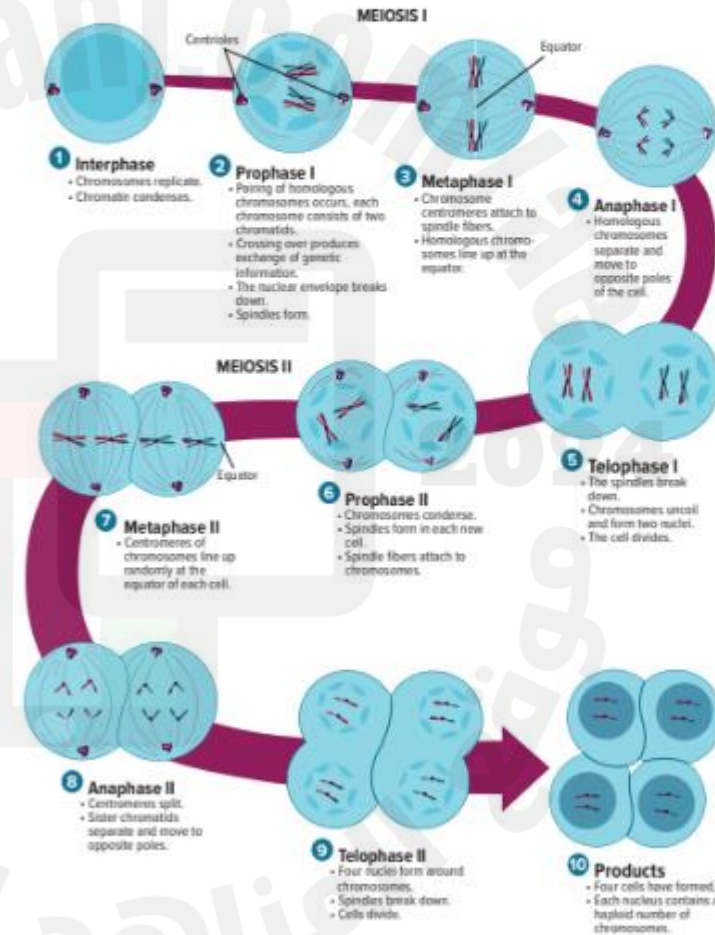 MEIOSIS I
Centrioles
Equator
1 Interphase
• Chromosomes replicate.
• Chromatin condenses.
2 Prophase I
• Pairing of homologous
chromosomes occurs, each
chromosome consists of two
chromatids.
• Crossing over produces
exchange of genetic
information.
• The nuclear envelope breaks
down.
• Spindles form.
3 Metaphase I
• Chromosome
centromeres attach to
spindle fibers.
• Homologous chromo-
somes line up at the
equator.
4 Anaphase I
• Homologous
chromosomes
separate and
move to
opposite poles
of the cell.
5 Telophase I
• The spindles break
down.
• Chromosomes uncoil
and form two nuclei.
• The cell divides.
MEIOSIS II
6 Prophase II
• Chromosomes condense.
• Spindles form in each new
cell.
• Spindle fibers attach to
chromosomes.
Equator
7 Metaphase II
• Centromeres of
chromosomes line up
randomly at the
equator of each cell.
8 Anaphase II
• Centromeres split.
• Sister chromatids
separate and move to
opposite poles.
9 Telophase II
• Four nuclei form around
chromosomes.
• Spindles break down.
• Cells divide.
10 Products
• Four cells have formed.
• Each nucleus contains a
haploid number of
chromosomes.